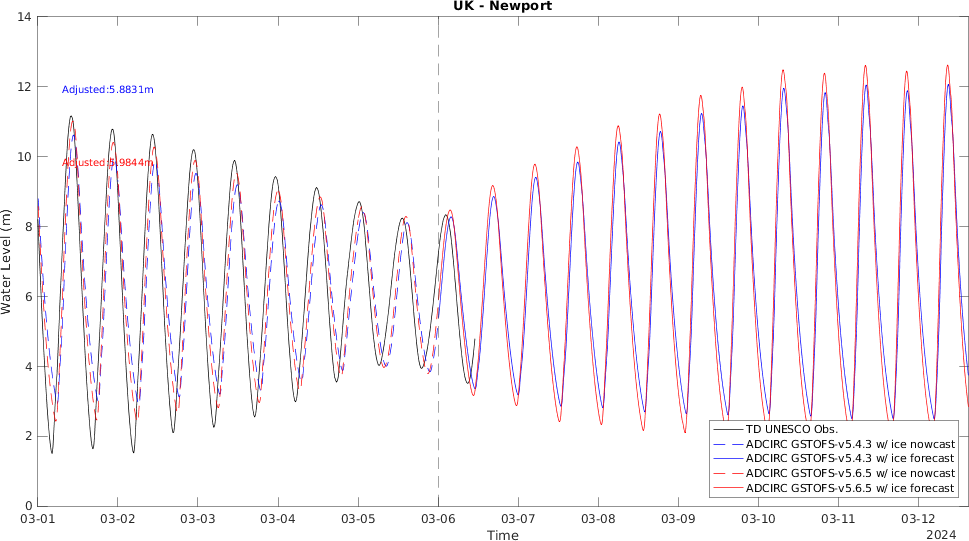 UK - Newport
14
12
10
8
6
4
2
0
Water Level (m)
Adjusted:5.8831m
Adjusted:5.9844m
TD UNESCO Obs.
ADCIRC GSTOFS-v5.4.3 w/ ice nowcast
ADCIRC GSTOFS-v5.4.3 w/ ice forecast
ADCIRC GSTOFS-v5.6.5 w/ ice nowcast
ADCIRC GSTOFS-v5.6.5 w/ ice forecast
03-01 03-02 03-03 03-04 03-05 03-06 03-07 03-08 03-09 03-10 03-11 03-12
Time
2024